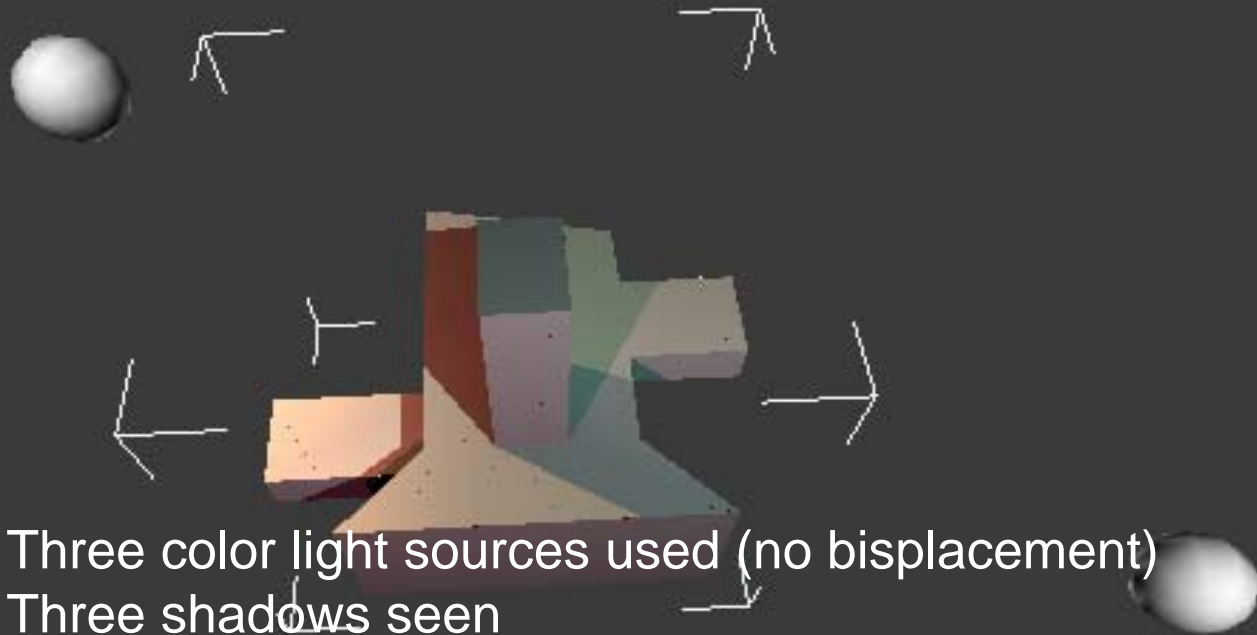 Three color light sources used (no bisplacement)
Three shadows seen